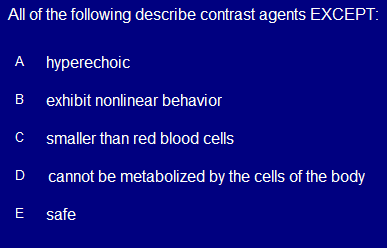 All of the following describe contrast agents EXCEPT:
A hyperechoic
B exhibit nonlinear behavior
C smaller than red blood cells
D cannot be metabolized by the cells of the body
E safe